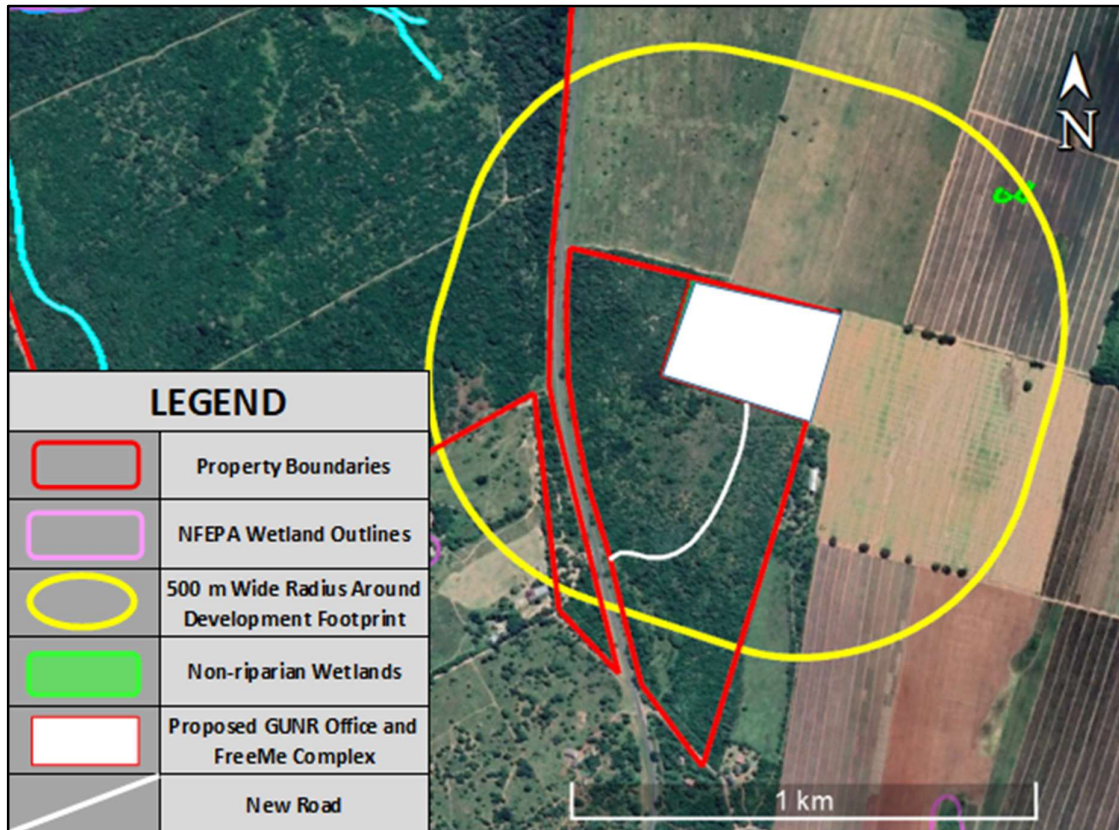 N
LEGEND
Property Boundaries
NFEPA Wetland Outlines
500 m Wide Radius Around
Development Footprint
Non-riparian Wetlands
Proposed GUNR Office and
FreeMe Complex
New Road
1 km